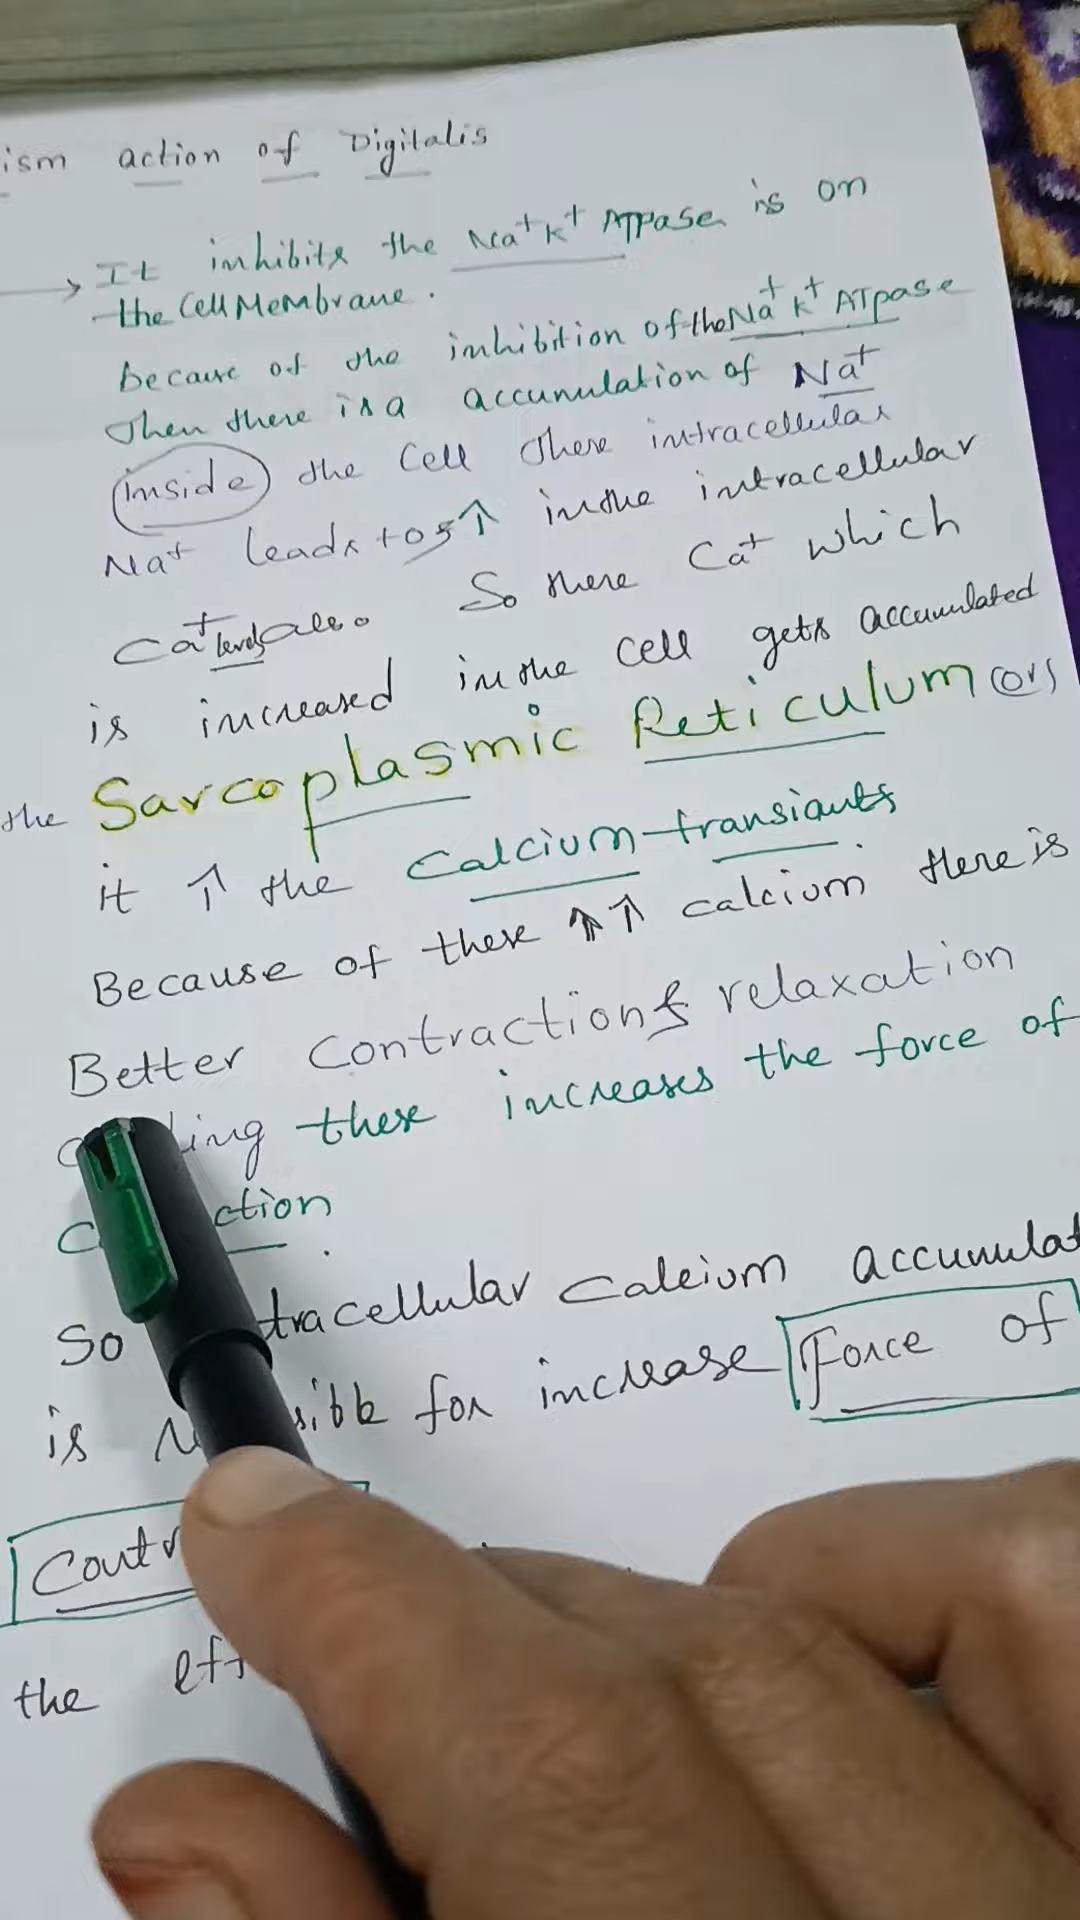 ism action of Digitalis
It inhibits the Na+K+ ATPase is on
the Cell Membrane.
Because of the inhibition of the Na+ K+ ATPase
then there is a accunulation of Na+
inside the Cell there intracellular
Na+ leads to ↑ in the intracellular
Ca+ levels also. So there Ca+ which
is increased in the cell gets accumulated
the Sarcoplasmic Reticulum (or)
it ↑ the Calcium transiants
Because of these ↑↑ calcium there is
Better Contraction & relaxation
these increases the force of
ction
So tracellular Calcium accumulat
is for increase Force of
Contr
the eff